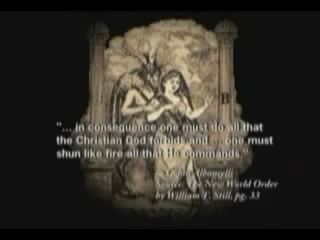 B
"... in consequence one must do all that
the Christian God forbids and ... one must
shun like fire all that He commands"
Albancelli
Source: The New World Order
by William T. Still, pg. 33